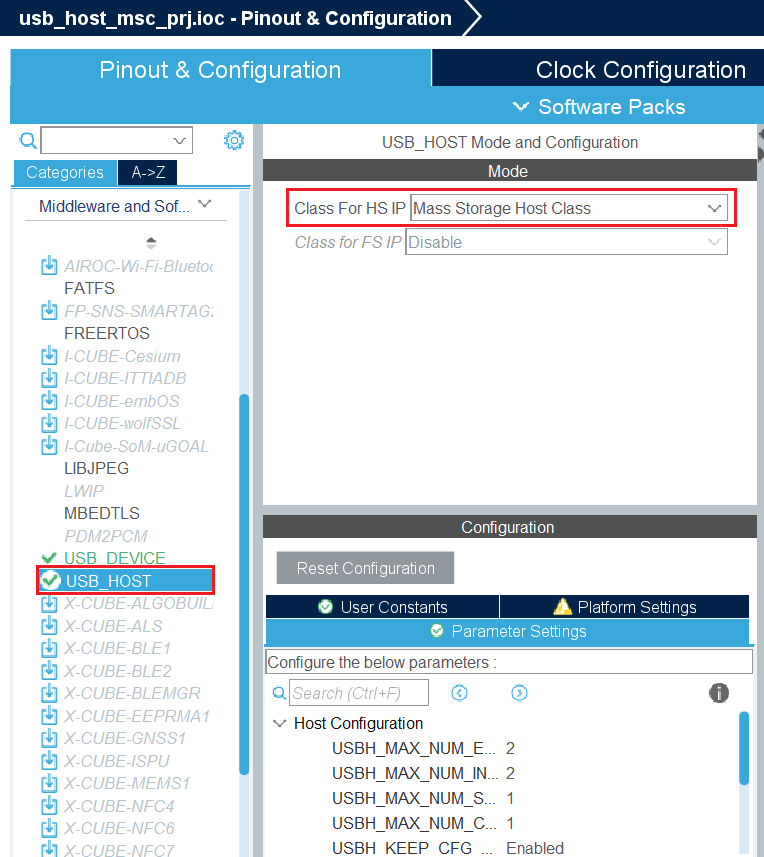 usb_host_msc_prj.ioc - Pinout & Configuration
Pinout & Configuration
Clock Configuration
Software Packs
Categories
A->Z
Middleware and Sof...
AIROC-Wi-Fi-Bluetoo
FATFS
FP-SNS-SMARTAG2
FREERTOS
I-CUBE-Cesium
I-CUBE-ITTIADB
I-CUBE-embOS
I-CUBE-wolfSSL
I-Cube-SoM-uGOAL
LIBJPEG
LWIP
MBEDTLS
PDM2PCM
USB_DEVICE
USB_HOST
X-CUBE-ALGOBUIL
X-CUBE-ALS
X-CUBE-BLE1
X-CUBE-BLE2
X-CUBE-BLEMGR
X-CUBE-EEPRMA1
X-CUBE-GNSS1
X-CUBE-ISPU
X-CUBE-MEMS1
X-CUBE-NFC4
X-CUBE-NFC6
X-CUBE-NFC7
USB_HOST Mode and Configuration
Mode
Class For HS IP Mass Storage Host Class
Class for FS IP Disable
Configuration
Reset Configuration
User Constants
Platform Settings
Parameter Settings
Configure the below parameters :
Search (Ctrl+F)
Host Configuration
USBH_MAX_NUM_E... 2
USBH_MAX_NUM_IN... 2
USBH_MAX_NUM_S... 1
USBH_MAX_NUM_C... 1
USBH_KEEP_CFG_... Enabled